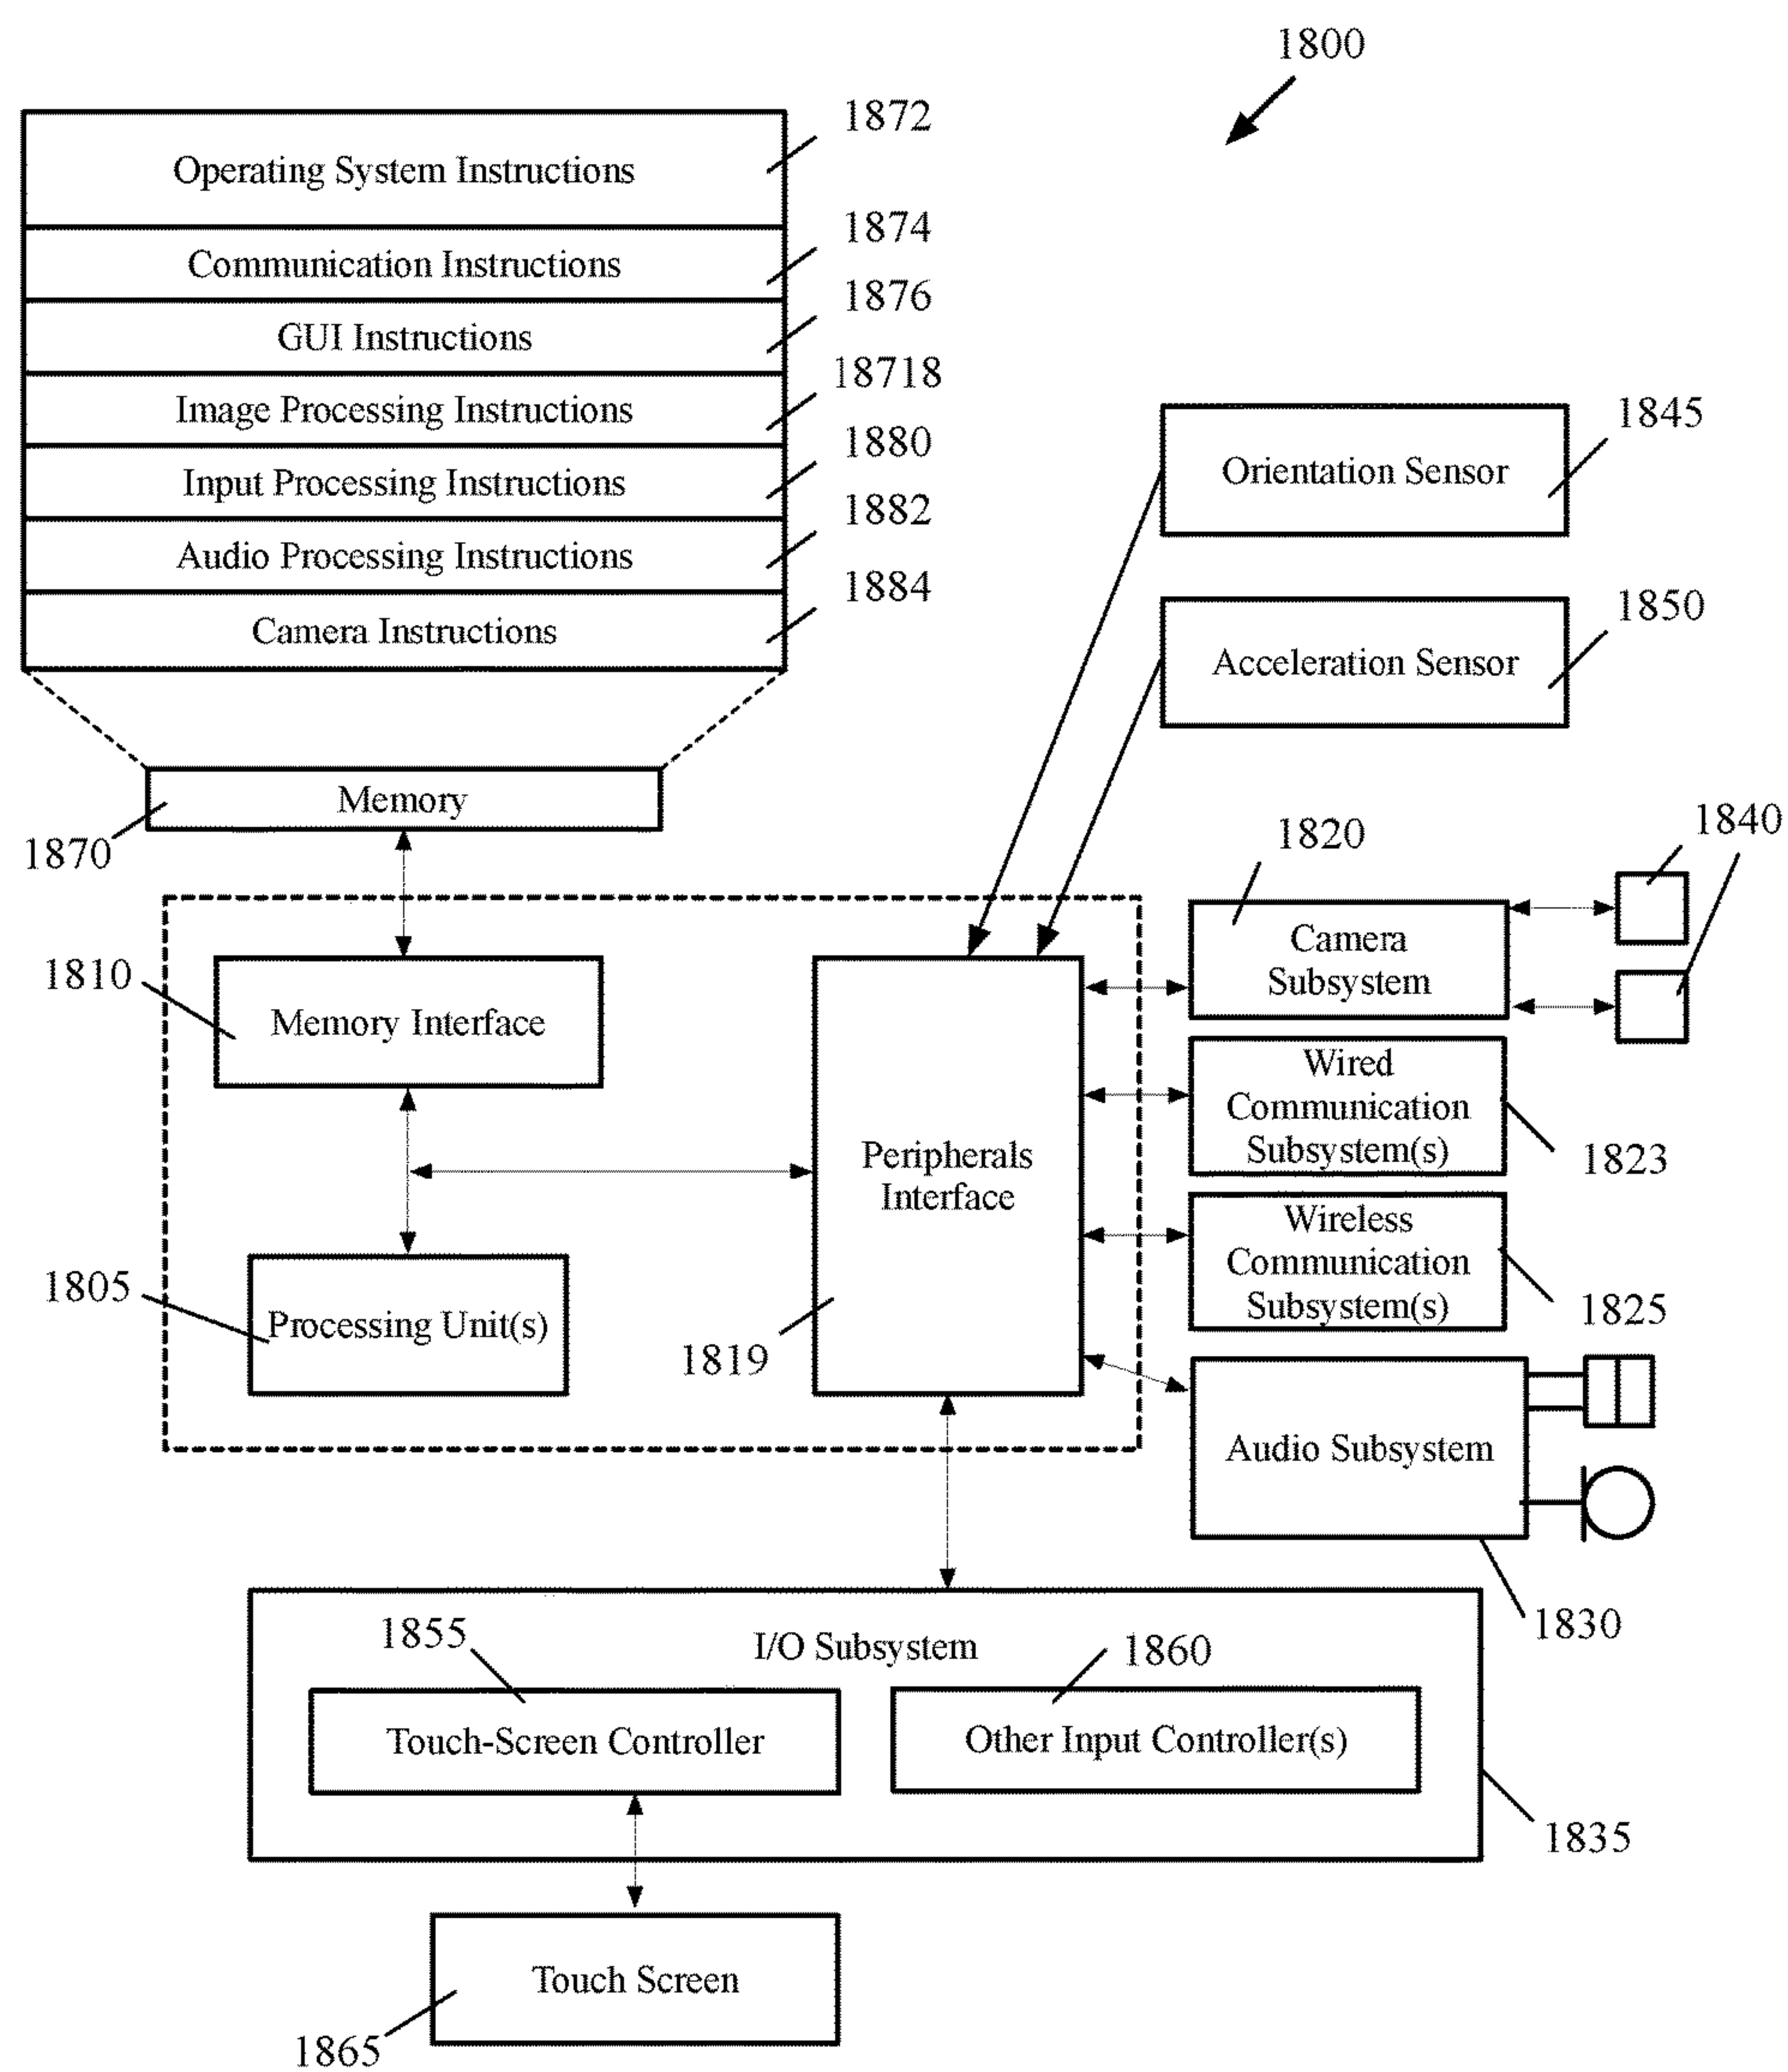 1800
1872
Operating System Instructions
1874
Communication Instructions
1876
GUI Instructions
18718
Image Processing Instructions
1880
Input Processing Instructions
1882
Audio Processing Instructions
1884
Camera Instructions
1845
Orientation Sensor
1850
Acceleration Sensor
Memory
1870
1820
1840
Camera
Subsystem
1810
Memory Interface
Wired
Communication
Subsystem(s)
1823
Peripherals
Interface
1819
Wireless
Communication
Subsystem(s)
1825
1805
Processing Unit(s)
Audio Subsystem
1830
I/O Subsystem
1855
Touch-Screen Controller
1860
Other Input Controller(s)
1835
Touch Screen
1865